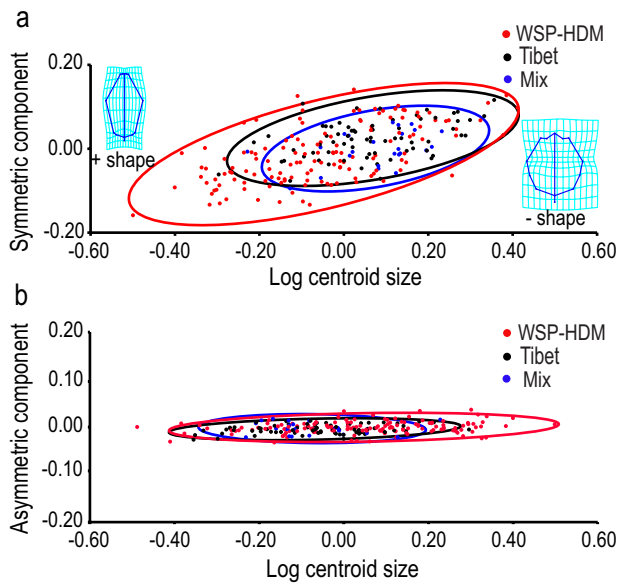 a
WSP-HDM
Tibet
Mix
Symmetric component
0.20
0.00
-0.20
+ shape
- shape
-0.60 -0.40 -0.20 0.00 0.20 0.40 0.60
Log centroid size
b
WSP-HDM
Tibet
Mix
Asymmetric component
0.20
0.10
0.00
-0.10
-0.20
-0.60 -0.40 -0.20 0.00 0.20 0.40 0.60
Log centroid size